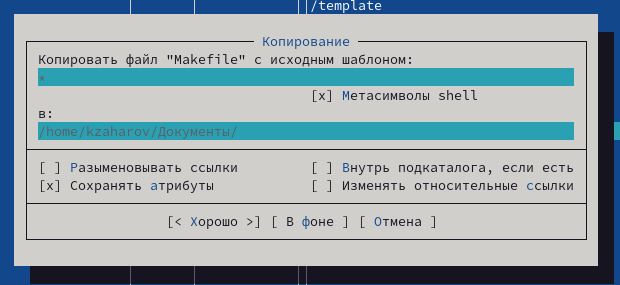 /template
Копирование
Копировать файл "Makefile" с исходным шаблоном:
*
[x] Метасимволы shell
в:
/home/kzaharov/Документы/
[ ] Разыменовывать ссылки [ ] Внутрь подкаталога, если есть
[x] Сохранять атрибуты [ ] Изменять относительные ссылки
[< Хорошо >] [ В фоне ] [ Отмена ]